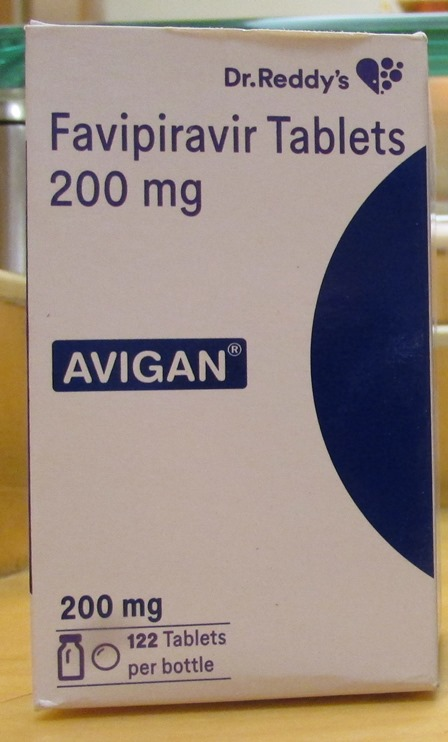 Dr.Reddy's
Favipiravir Tablets
200 mg
AVIGAN®
200 mg
122 Tablets
per bottle